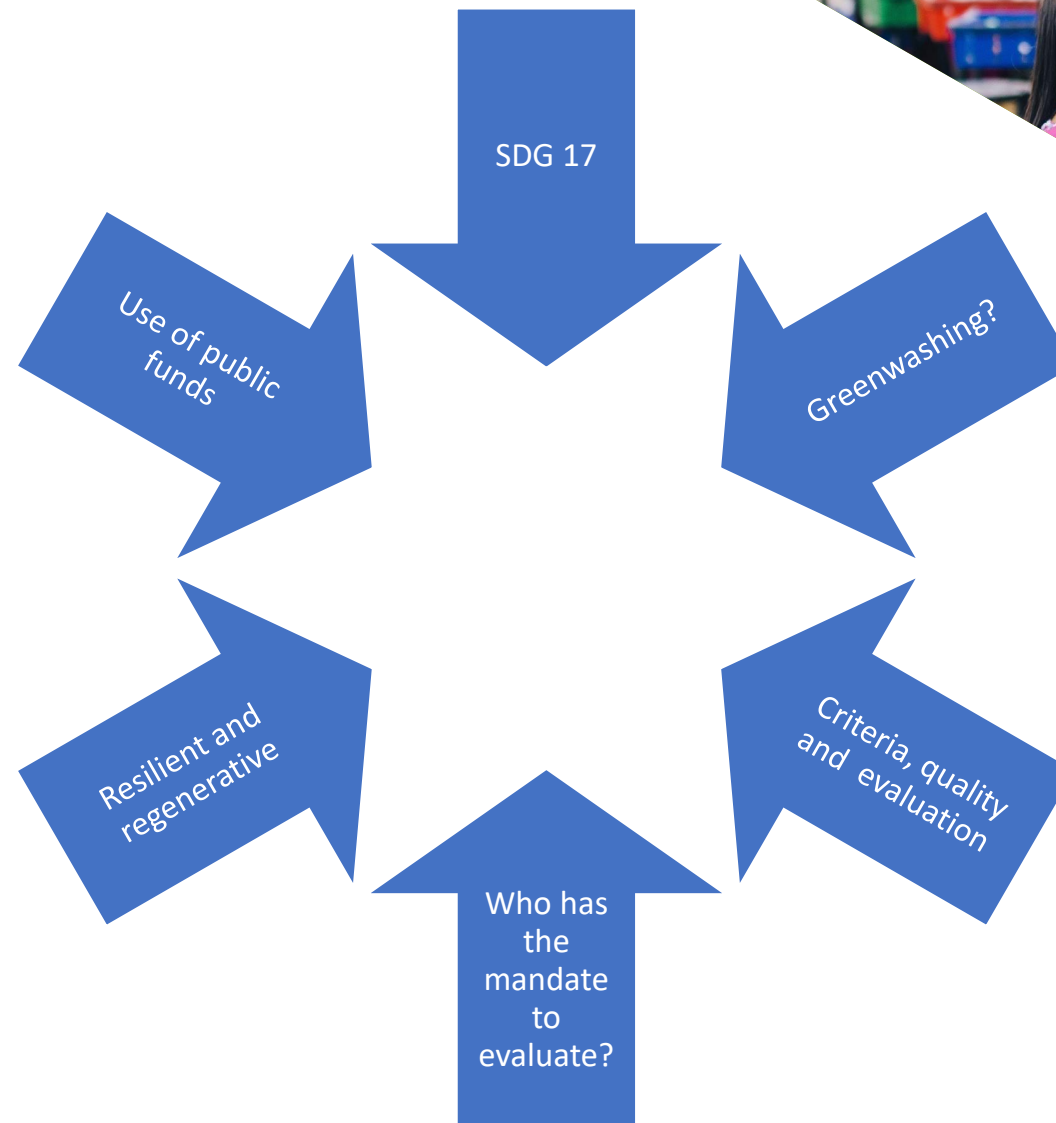 SDG 17
Greenwashing?
Criteria, quality
and evaluation
Who has
the
mandate
to
evaluate?
Resilient and
regenerative
Use of public
funds